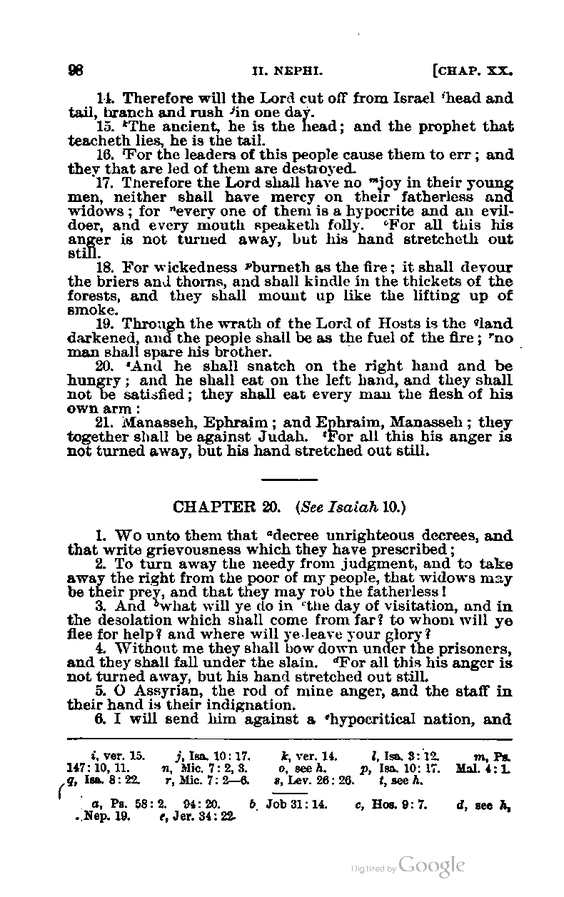 98 II. NEPHI. [CHAP. XX.
14. Therefore will the Lord cut off from Israel ihead and
tail, branch and rush jin one day.
15. kThe ancient, he is the head; and the prophet that
teacheth lies, he is the tail.
16. lFor the leaders of this people cause them to err; and
they that are led of them are destroyed.
17. Therefore the Lord shall have no mjoy in their young
men, neither shall have mercy on their fatherless and
widows; for nevery one of them is a hypocrite and an evil-
doer, and every mouth speaketh folly. oFor all this his
anger is not turned away, but his hand stretcheth out
still.
18. For wickedness pburneth as the fire; it shall devour
the briers and thorns, and shall kindle in the thickets of the
forests, and they shall mount up like the lifting up of
smoke.
19. Through the wrath of the Lord of Hosts is the qland
darkened, and the people shall be as the fuel of the fire; rno
man shall spare his brother.
20. sAnd he shall snatch on the right hand and be
hungry; and he shall eat on the left hand, and they shall
not be satisfied; they shall eat every man the flesh of his
own arm:
21. Manasseh, Ephraim; and Ephraim, Manasseh; they
together shall be against Judah. tFor all this his anger is
not turned away, but his hand stretched out still.
CHAPTER 20. (See Isaiah 10.)
1. Wo unto them that adecree unrighteous decrees, and
that write grievousness which they have prescribed;
2. To turn away the needy from judgment, and to take
away the right from the poor of my people, that widows may
be their prey, and that they may rob the fatherless!
3. And bwhat will ye do in cthe day of visitation, and in
the desolation which shall come from far? to whom will ye
flee for help? and where will ye leave your glory?
4. Without me they shall bow down under the prisoners,
and they shall fall under the slain. dFor all this his anger is
not turned away, but his hand stretched out still.
5. O Assyrian, the rod of mine anger, and the staff in
their hand is their indignation.
6. I will send him against a ehypocritical nation, and
i, ver. 15. j, Isa. 10:17. k, ver. 14. l, Isa. 3:12. m, Ps.
147:10, 11. n, Mic. 7:2, 3. o, see h. p, Isa. 10:17. Mal. 4:1.
q, Isa. 8:22. r, Mic. 7:2—6. s, Lev. 26:26. t, see h.
a, Ps. 58:2. 94:20. b. Job 31:14. c, Hos. 9:7. d, see h,
Nep. 19. e, Jer. 34:22.
Digitized by Google